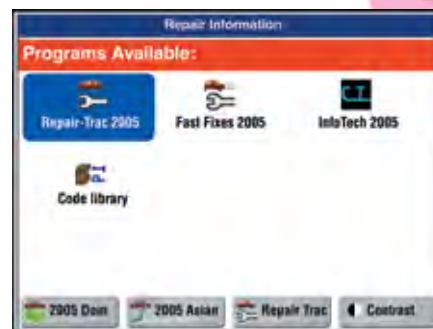 Repair Information
Programs Available:
Repair-Trac 2005
Fast Fixes 2005
InfoTech 2005
Code library
2005 Dom
2005 Asian
Repair Trac
Contrast